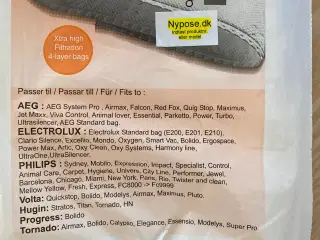 Nypose.dk
Indtast produktnr.
eller model
Xtra high
Filtration
4-layer bags
Passer til / Passar till / Für / Fits to :
AEG : AEG System Pro , Airmax, Falcon, Red Fox, Quig Stop, Maximus,
Jet Maxx, Viva Control, Animal lover, Essential, Parketto, Power, Turbo,
Ultrasilencer, AEG Standard bag.
ELECTROLUX : Electrolux Standard bag (E200, E201, E210),
Clario Silencer, Excellio, Mondo, Oxygen, Smart Vac, Bolido, Ergospace,
Power Max, Artic, Oxy Clean, Oxy Systems, Harmony line,
UltraOne,UltraSilencer.
PHILIPS : Sydney, Mobilo, Expression, Impact, Specialist, Control,
Animal Care, Carpet, Hygiene, Univers, City Line, Performer, Jewel,
Barcelona, Chicago, Miami, New York, Paris, Rio, Twister and clean,
Mellow Yellow, Fresh, Express, FC8000 -> FC9999
Volta: Quickstop, Bolido, Modelys, Airmax, Maximus, Pluto.
Hugin: Stratos, Titan, Tornado, HN
Progress: Bolido
Tornado: Airmax, Bolido, Calypso, Elegance, Essensio, Modelys, Super Pro